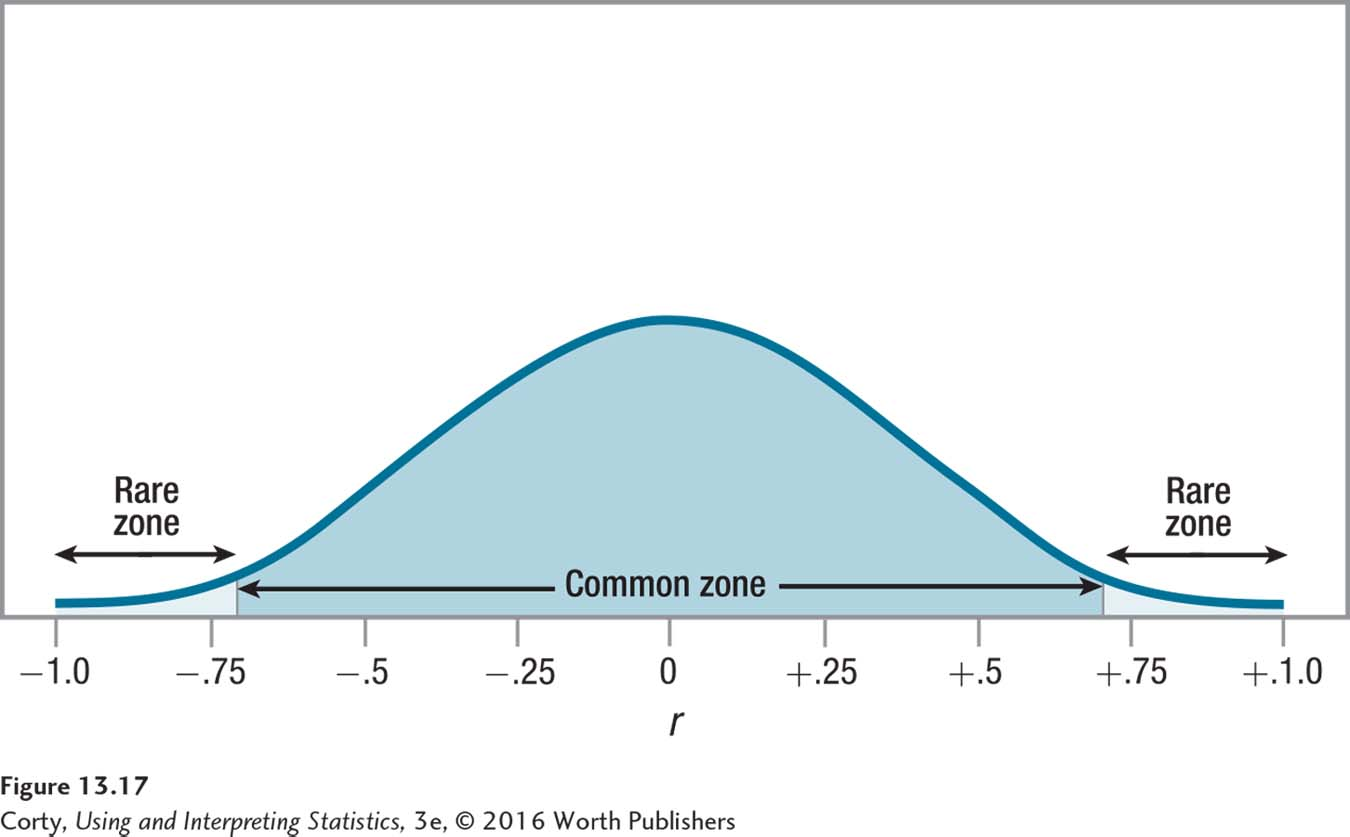 Rare
zone
Rare
zone
Common zone
−1.0 −.75 −.5 −.25 0 +.25 +.5 +.75 +.1.0
r
Figure 13.17
Corty, Using and Interpreting Statistics, 3e, © 2016 Worth Publishers